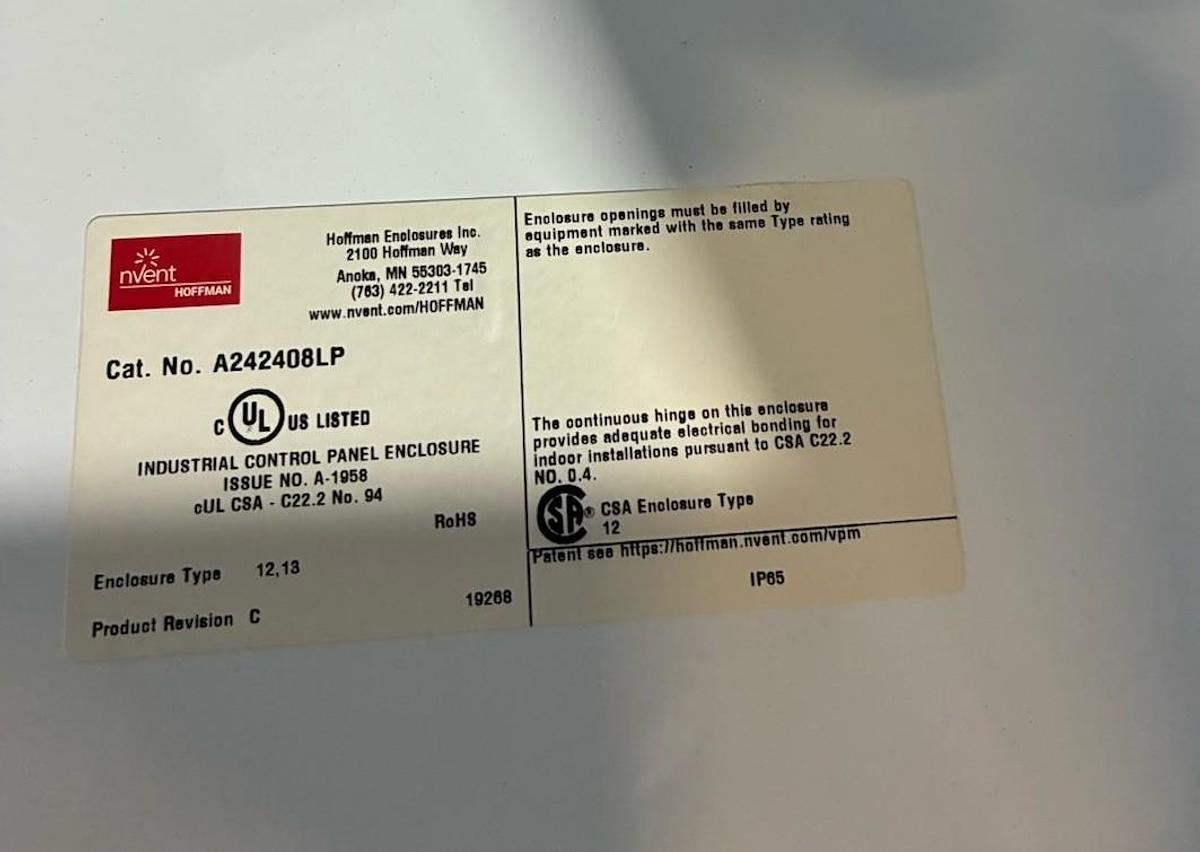 nVent
HOFFMAN
Hoffman Enclosures Inc.
2100 Hoffman Way
Anoka, MN 55303-1745
(763) 422-2211 Tel
www.nvent.com/HOFFMAN
Cat. No. A242408LP
C UL US LISTED
INDUSTRIAL CONTROL PANEL ENCLOSURE
ISSUE NO. A-1958
cUL CSA - C22.2 No. 94
RoHS
Enclosure Type 12,13
19268
Product Revision C
Enclosure openings must be filled by
equipment marked with the same Type rating
as the enclosure.
The continuous hinge on this enclosure
provides adequate electrical bonding for
indoor installations pursuant to CSA C22.2
NO. 0.4.
CSA ® CSA Enclosure Type
12
Patent see https://hoffman.nvent.com/vpm
IP65